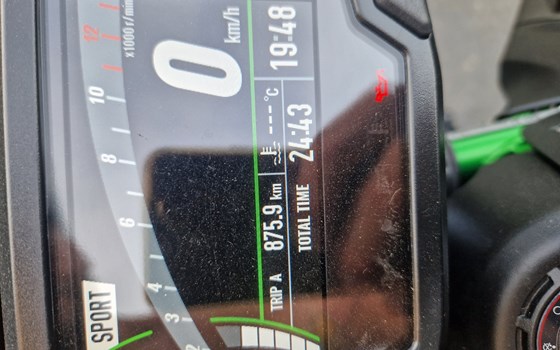 12
x1000 r/min
10
8
6
4
3
2
0 km/h
19:48
--- °C
TRIP A 875.9 km
TOTAL TIME 24:43
SPORT